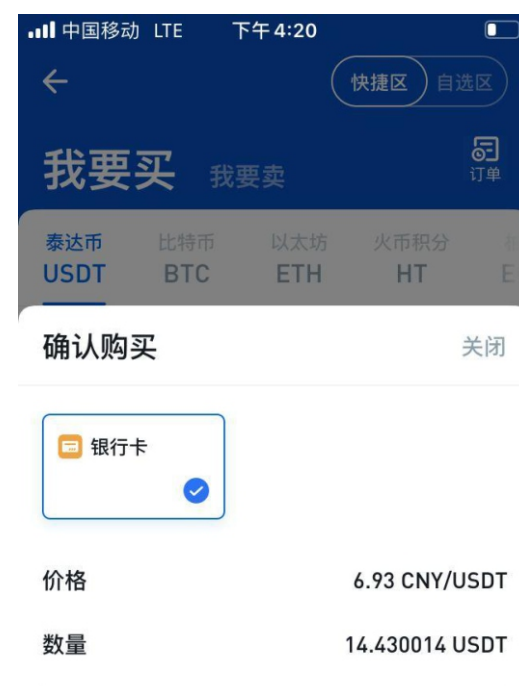 中国移动 LTE 下午4:20
快捷区 自选区
我要买 我要卖
订单
泰达币 比特币 以太坊 火币积分
USDT BTC ETH HT E
确认购买 关闭
银行卡
价格 6.93 CNY/USDT
数量 14.430014 USDT